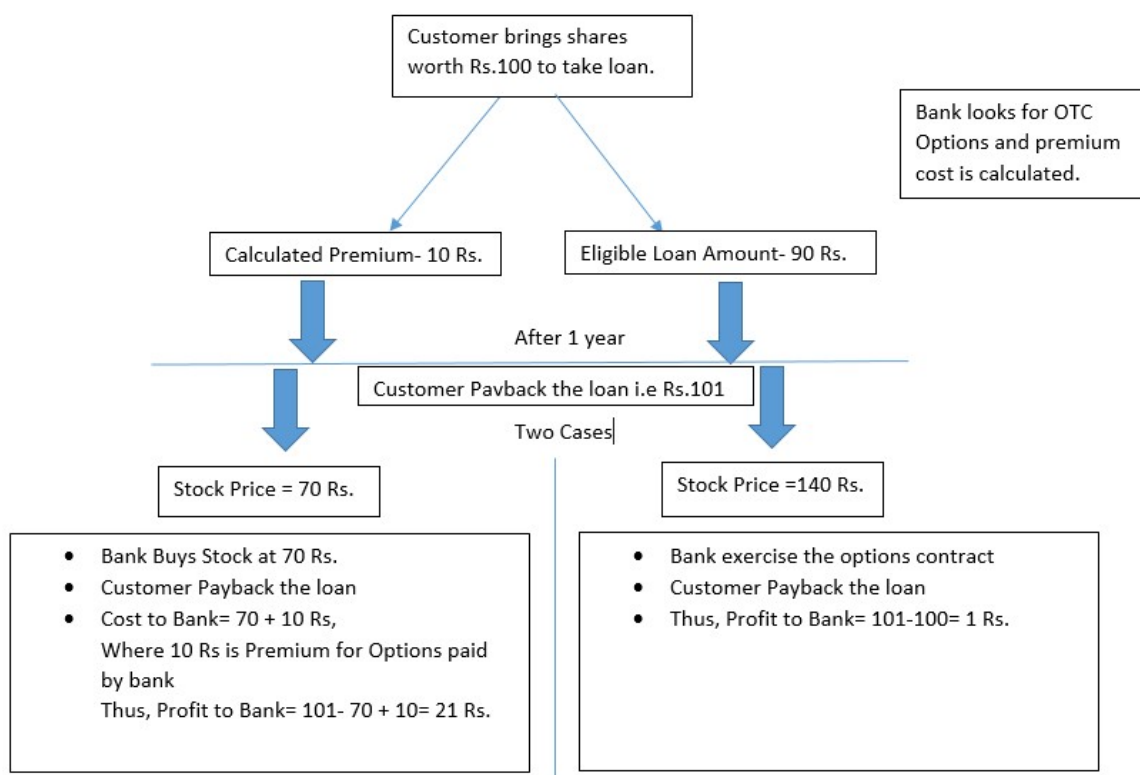 Customer brings shares
worth Rs.100 to take loan.
Bank looks for OTC
Options and premium
cost is calculated.
Calculated Premium- 10 Rs.
Eligible Loan Amount- 90 Rs.
After 1 year
Customer Payback the loan i.e Rs.101
Two Cases
Stock Price = 70 Rs.
Stock Price =140 Rs.
• Bank Buys Stock at 70 Rs.
• Customer Payback the loan
• Cost to Bank= 70 + 10 Rs,
Where 10 Rs is Premium for Options paid
by bank
Thus, Profit to Bank= 101- 70 + 10= 21 Rs.
• Bank exercise the options contract
• Customer Payback the loan
• Thus, Profit to Bank= 101-100= 1 Rs.